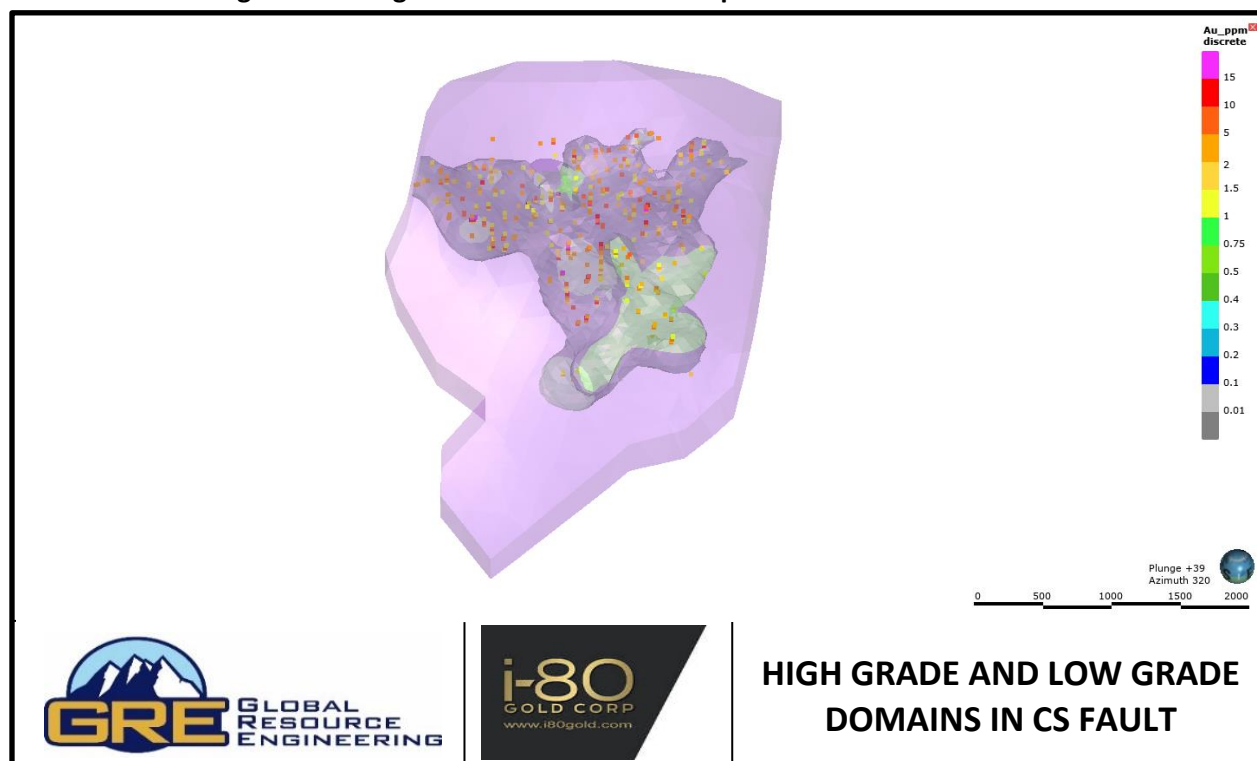 Au_ppm
discrete
15
10
5
2
1.5
1
0.75
0.5
0.4
0.3
0.2
0.1
0.01
Plunge +39
Azimuth 320
0 500 1000 1500 2000
GRE GLOBAL
RESOURCE
ENGINEERING
i-80
GOLD CORP
www.i80gold.com
HIGH GRADE AND LOW GRADE
DOMAINS IN CS FAULT